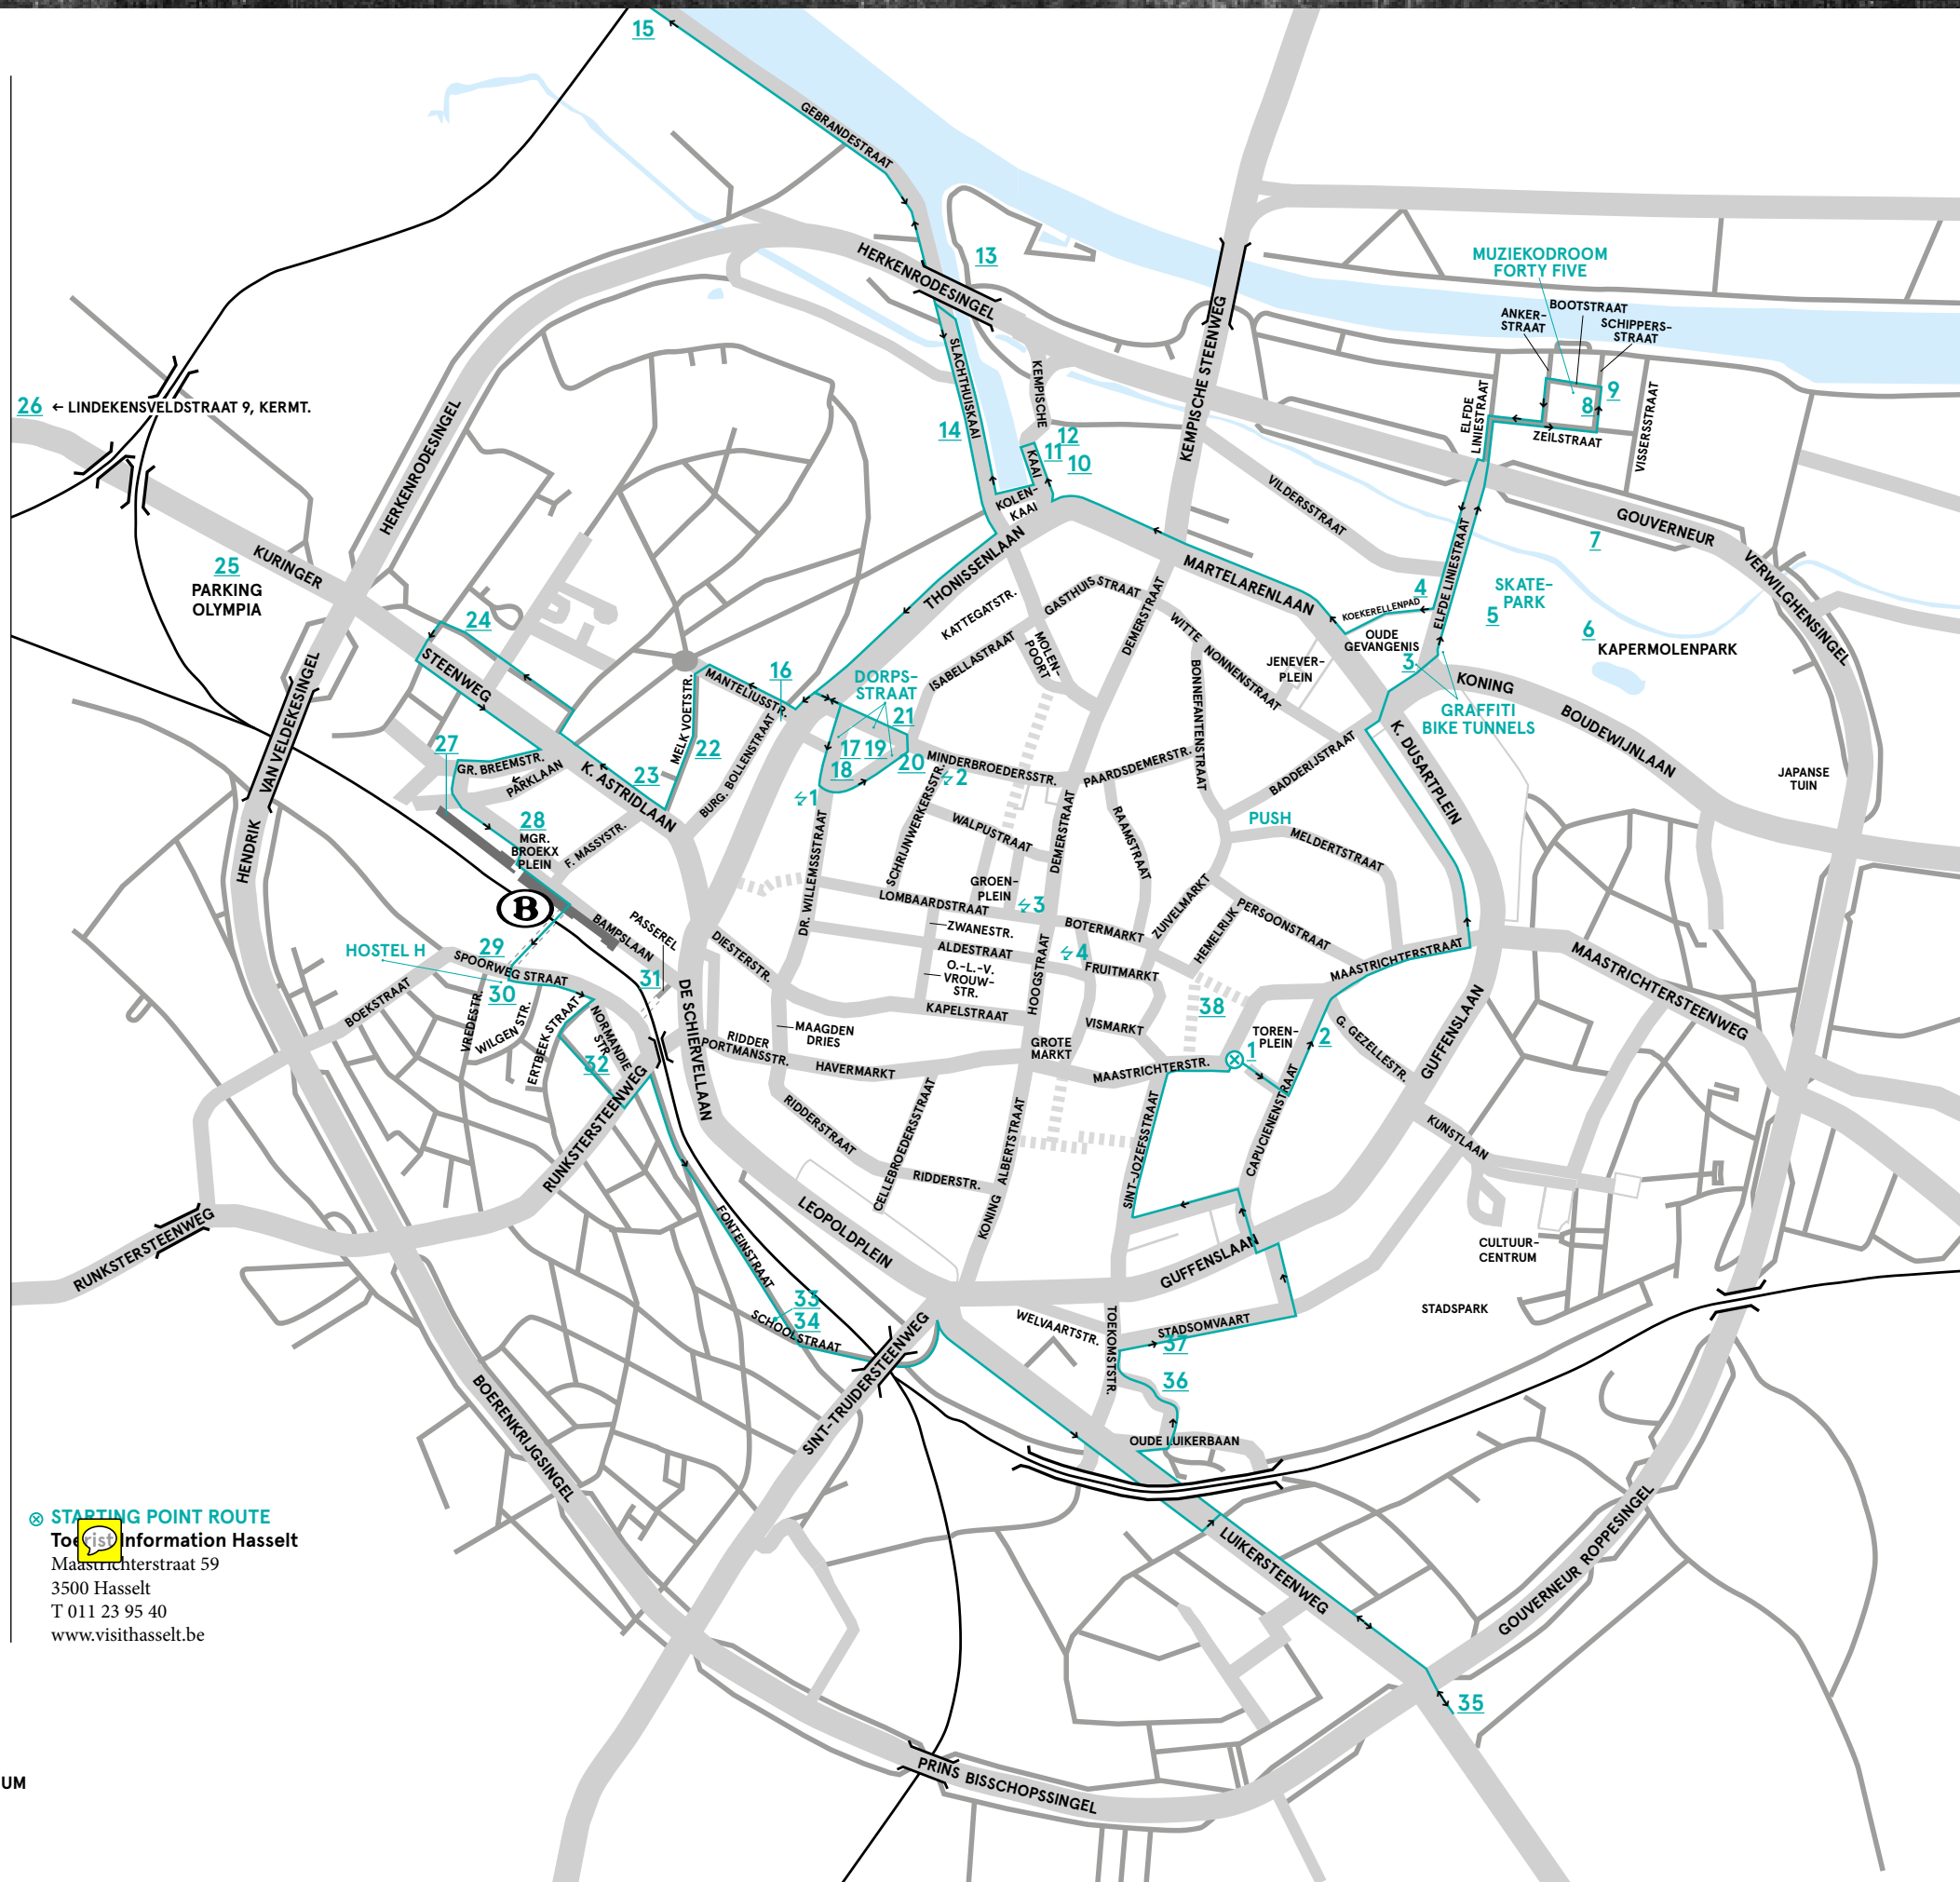 15
GEBRANDESTRAAT
13
HERKENRODESINGEL
MUZIEKODROOM
FORTY FIVE
BOOTSTRAAT
ANKER-
STRAAT
SCHIPPERS-
STRAAT
KEMPISCHE STEENWEG
SLACHTHUISKAAI
KEMPISCHE
KAAI
ELFDE
LINIESTRAAT
9
8
ZEILSTRAAT
VISSERSSTRAAT
26 ← LINDEKENSVELDSTRAAT 9, KERMT.
HERKENRODESINGEL
14
12
11
10
KOLEN-
KAAI
VILDERSSTRAAT
GOUVERNEUR
VERWILGHENSINGEL
7
KURINGER
25
PARKING
OLYMPIA
THONISSENLAAN
MARTELARENLAAN
ELFDE LINIESTRAAT
SKATE-
PARK
4
5
6
KAPERMOLENPARK
KOEKERELLENPAD
OUDE
GEVANGENIS
3
24
STEENWEG
KATTEGATSTR.
GASTHUISSTRAAT
MOLEN-
POORT
ISABELLASTRAAT
DEMERSTRAAT
WITTE
NONNENSTRAAT
JENEVER-
PLEIN
BONNEFANTENSTRAAT
KONING
BOUDEWIJNLAAN
GRAFFITI
BIKE TUNNELS
K. DUSARTPLEIN
JAPANSE
TUIN
16
MANTELIUSSTR.
DORPS-
STRAAT
21
17
19
18
20
MELK VOETSTR.
22
BURG. BOLLENSTRAAT
23
K. ASTRIDLAAN
27
GR. BREEMSTR.
PARKLAAN
HENDRIK
VAN VELDEKESINGEL
28
MGR.
BROEKX
PLEIN
F. MASSYSTR.
B
BAMPSLAAN
PASSEREL
1
2
3
4
MINDERBROEDERSSTR.
PAARDSDEMERSTR.
BADDERIJSTRAAT
PUSH
MELDERTSTRAAT
SCHRIJNWERKERSSTR.
WALPUSTRAAT
DEMERSTRAAT
RAAMSTRAAT
DR. WILLEMSSTRAAT
GROEN-
PLEIN
LOMBAARDSTRAAT
ZWANESTR.
ALDESTRAAT
O.-L.-V.
VROUW-
STR.
BOTERMARKT
ZUIVELMARKT
HEMELRIJK
PERSOONSTRAAT
FRUITMARKT
HOOGSTRAAT
KAPELSTRAAT
VISMARKT
38
MAASTRICHTERSTRAAT
MAASTRICHTERSTEENWEG
DIESTERSTR.
HOSTEL H
29
SPOORWEG STRAAT
30
31
BOEKSTRAAT
VREDESTR.
WILGEN STR.
ERTBEEK STRAAT
NORMANDIE
STR.
32
DE SCHIERVELLAAN
RIDDER
PORTMANSSTR.
MAAGDEN
DRIES
HAVERMARKT
GROTE
MARKT
MAASTRICHTERSTR.
TOREN-
PLEIN
1
2
G. GEZELLESTR.
GUFFENSLAAN
CAPUCIENENSTRAAT
KUNSTLAAN
RIDDERSTRAAT
CELLEBROEDERSSTRAAT
RIDDERSTR.
KONING ALBERTSTRAAT
SINT-JOZEFSSTRAAT
RUNKSTERSTEENWEG
RUNKSTERSTEENWEG
FONTEINSTRAAT
LEOPOLDPLEIN
GUFFENSLAAN
CULTUUR-
CENTRUM
STADSPARK
33
34
SCHOOLSTRAAT
SINT-TRUIDERSTEENWEG
WELVAARTSTR.
TOEKOMSTSTR.
STADSOMVAART
37
36
OUDE LUIKERBAAN
BOERENKRIJGSINGEL
LUIKERSTEENWEG
GOUVERNEUR ROPPESINGEL
35
PRINS BISSCHOPSSINGEL
⊗ STARTING POINT ROUTE
Toerist Information Hasselt
Maastrichterstraat 59
3500 Hasselt
T 011 23 95 40
www.visithasselt.be
UM